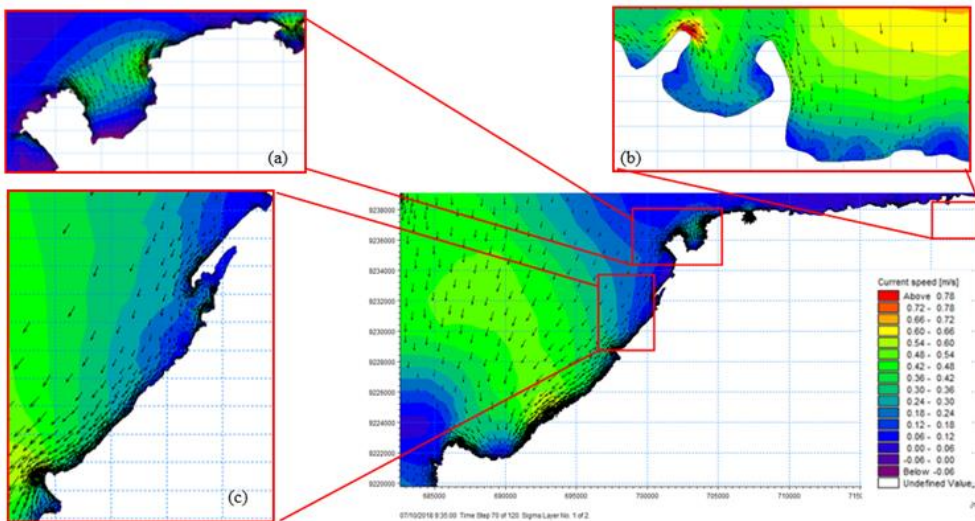 (a)
(b)
(c)
9238000
9236000
9234000
9232000
9230000
9228000
9226000
9224000
9222000
9220000
685000
690000
695000
700000
705000
710000
Current speed [m/s]
Above 0.78
0.72 - 0.78
0.66 - 0.72
0.60 - 0.66
0.54 - 0.60
0.48 - 0.54
0.42 - 0.48
0.36 - 0.42
0.30 - 0.36
0.24 - 0.30
0.18 - 0.24
0.12 - 0.18
0.06 - 0.12
0.00 - 0.06
-0.06 - 0.00
Below -0.06
Undefined Value
07/10/2018 9:35:00 Time Step 70 of 120. Sigma Layer No. 1 of 2.